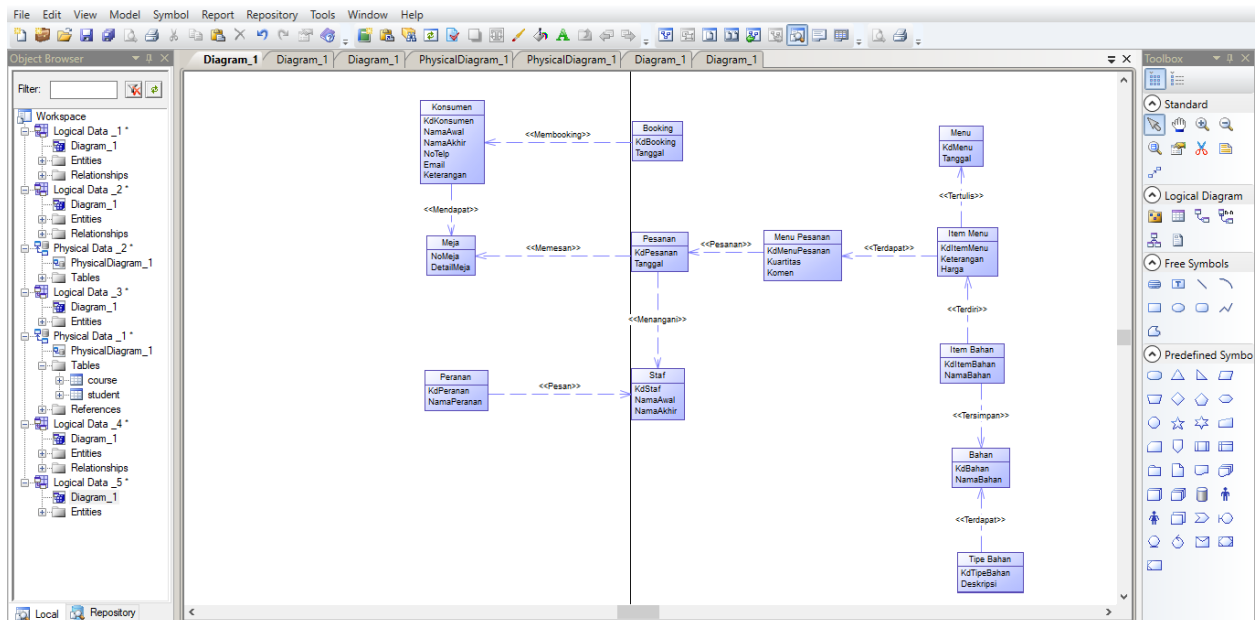 File Edit View Model Symbol Report Repository Tools Window Help
Object Browser
Diagram_1 Diagram_1 Diagram_1 PhysicalDiagram_1 PhysicalDiagram_1 Diagram_1 Diagram_1
Toolbox
Filter:
Workspace
Logical Data _1 *
Diagram_1
Entities
Relationships
Logical Data _2 *
Diagram_1
Entities
Relationships
Physical Data _2 *
PhysicalDiagram_1
Tables
Logical Data _3 *
Diagram_1
Entities
Physical Data _1 *
PhysicalDiagram_1
Tables
course
student
References
Logical Data _4 *
Diagram_1
Entities
Relationships
Logical Data _5 *
Diagram_1
Entities
Local Repository
Konsumen
KdKonsumen
NamaAwal
NamaAkhir
NoTelp
Email
Keterangan
<<Membooking>>
Booking
KdBooking
Tanggal
Menu
KdMenu
Tanggal
<<Mendapat>>
<<Tertulis>>
Meja
NoMeja
DetailMeja
<<Memesan>>
Pesanan
KdPesanan
Tanggal
<<Pesanan>>
Menu Pesanan
KdMenuPesanan
Kuartitas
Komen
<<Terdapat>>
Item Menu
KdItemMenu
Keterangan
Harga
<<Menangani>>
<<Terdiri>>
Item Bahan
KdItemBahan
NamaBahan
Peranan
KdPeranan
NamaPeranan
<<Pesan>>
Staf
KdStaf
NamaAwal
NamaAkhir
<<Tersimpan>>
Bahan
KdBahan
NamaBahan
<<Terdapat>>
Tipe Bahan
KdTipeBahan
Deskripsi
Standard
Logical Diagram
Free Symbols
Predefined Symbo